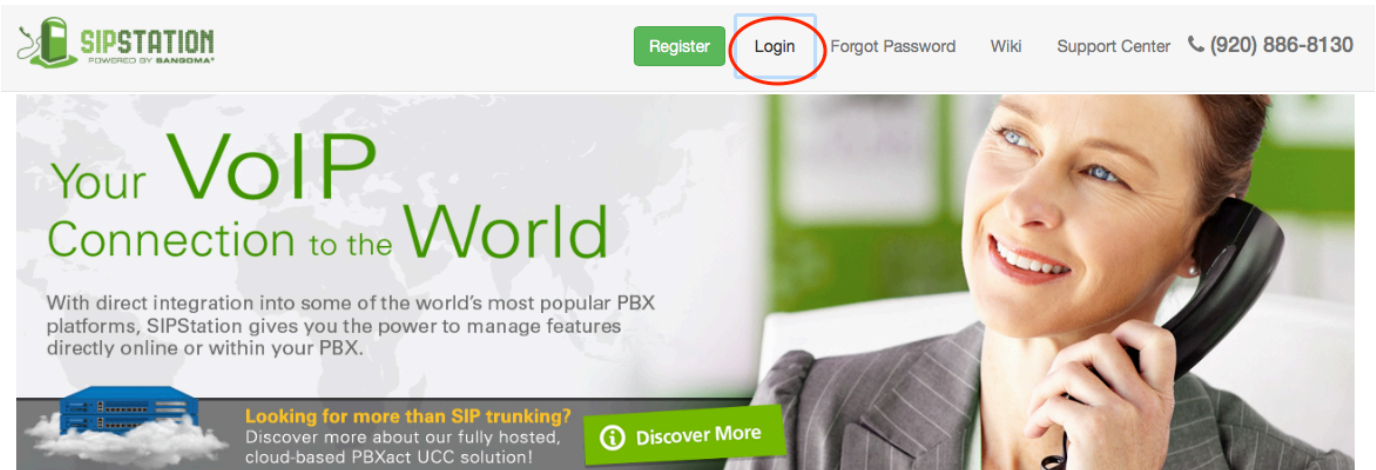 SIPSTATION
POWERED BY SANGOMA®
Register Login Forgot Password Wiki Support Center (920) 886-8130
Your VoIP
Connection to the World
With direct integration into some of the world's most popular PBX
platforms, SIPStation gives you the power to manage features
directly online or within your PBX.
Looking for more than SIP trunking?
Discover more about our fully hosted,
cloud-based PBXact UCC solution!
Discover More